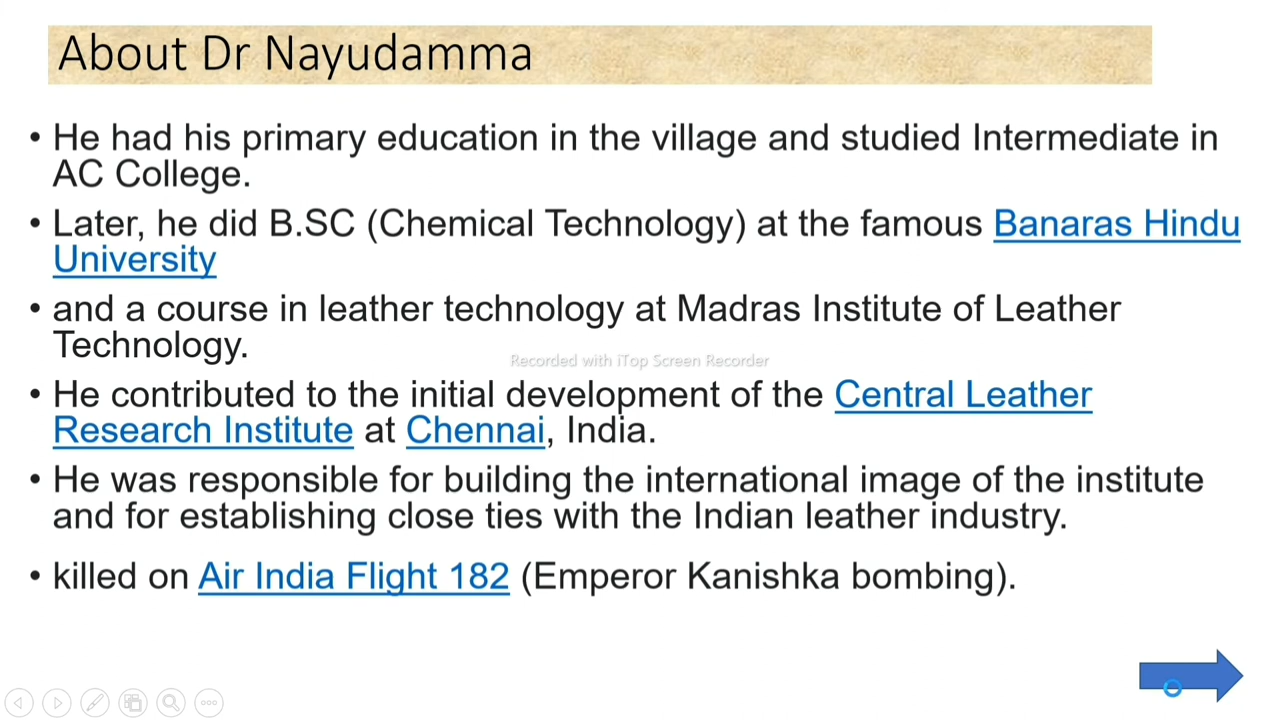 About Dr Nayudamma
• He had his primary education in the village and studied Intermediate in
AC College.
• Later, he did B.SC (Chemical Technology) at the famous Banaras Hindu
University
• and a course in leather technology at Madras Institute of Leather
Technology.
Recorded with iTop Screen Recorder
• He contributed to the initial development of the Central Leather
Research Institute at Chennai, India.
• He was responsible for building the international image of the institute
and for establishing close ties with the Indian leather industry.
• killed on Air India Flight 182 (Emperor Kanishka bombing).